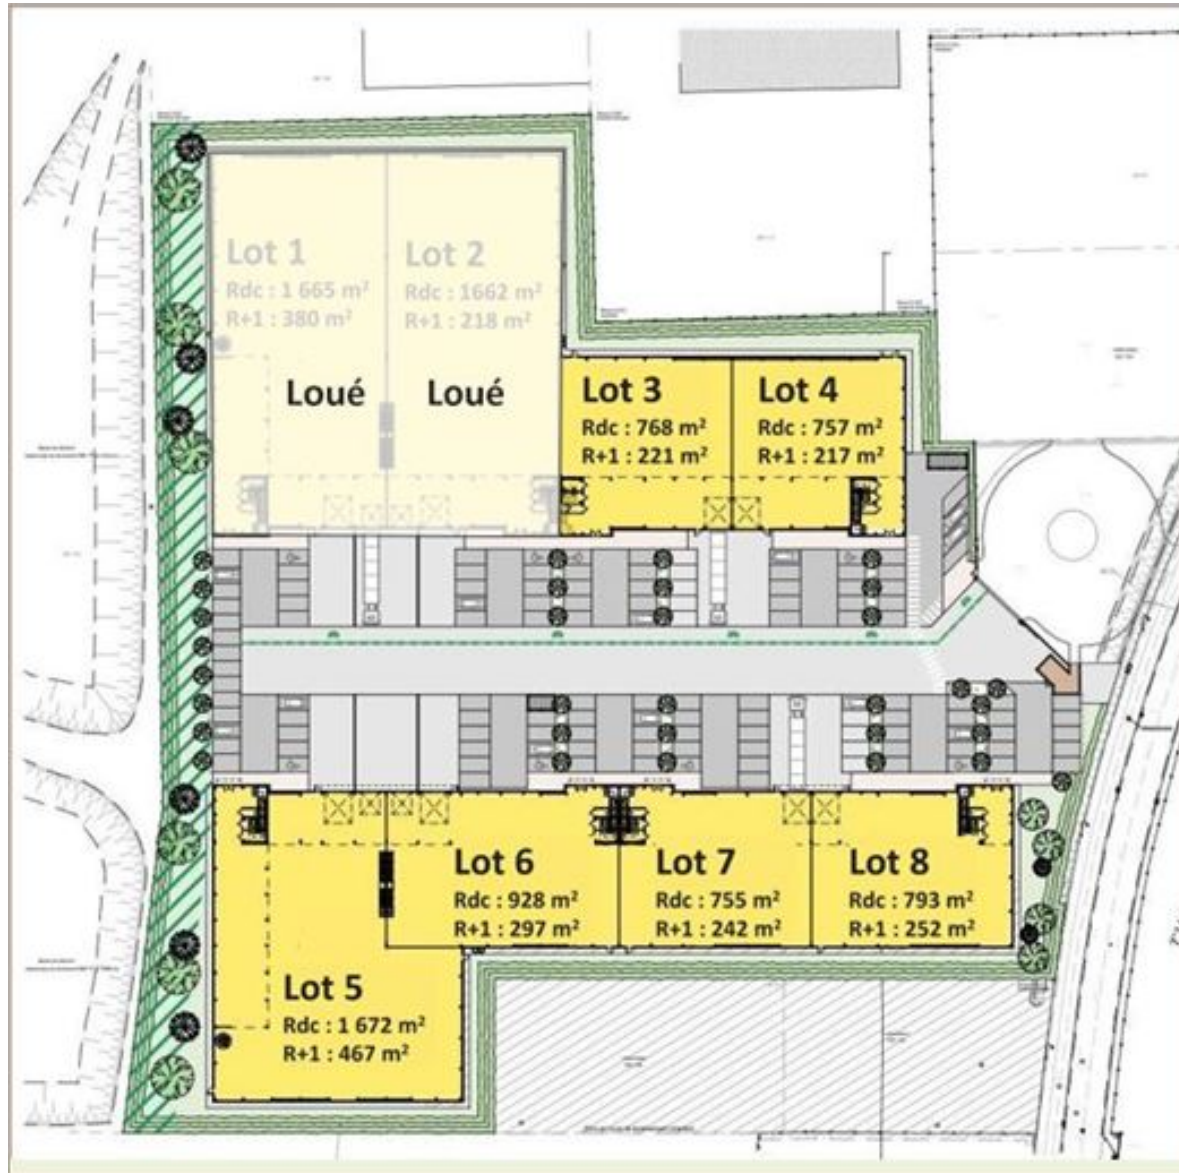 Lot 1
Rdc : 1 665 m²
R+1 : 380 m²
Loué
Lot 2
Rdc : 1662 m²
R+1 : 218 m²
Loué
Lot 3
Rdc : 768 m²
R+1 : 221 m²
Lot 4
Rdc : 757 m²
R+1 : 217 m²
Lot 6
Rdc : 928 m²
R+1 : 297 m²
Lot 7
Rdc : 755 m²
R+1 : 242 m²
Lot 8
Rdc : 793 m²
R+1 : 252 m²
Lot 5
Rdc : 1 672 m²
R+1 : 467 m²